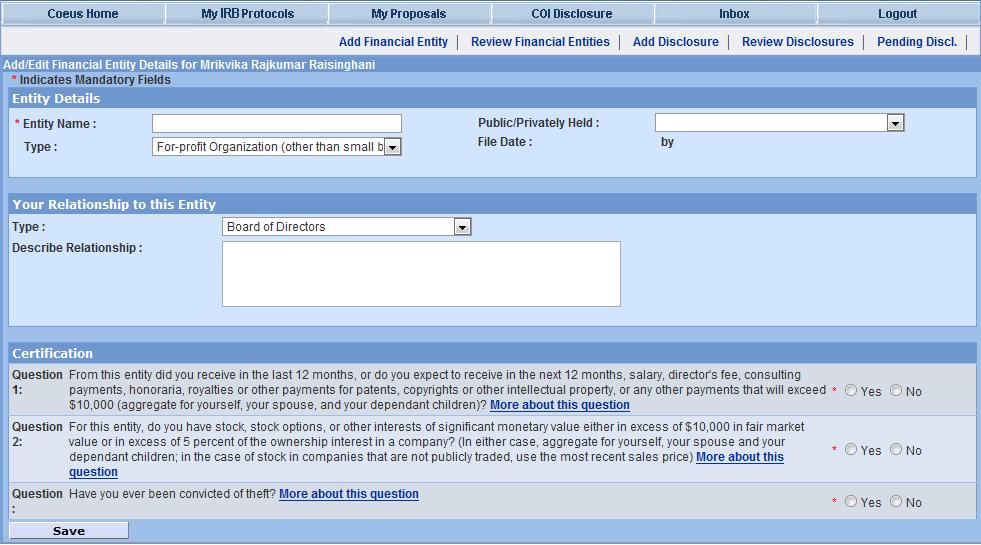 Coeus Home My IRB Protocols My Proposals COI Disclosure Inbox Logout
Add Financial Entity | Review Financial Entities | Add Disclosure | Review Disclosures | Pending Discl. |
Add/Edit Financial Entity Details for Mrikvika Rajkumar Raisinghani
* Indicates Mandatory Fields
Entity Details
* Entity Name : Public/Privately Held :
Type : For-profit Organization (other than small b File Date : by
Your Relationship to this Entity
Type : Board of Directors
Describe Relationship :
Certification
Question 1: From this entity did you receive in the last 12 months, or do you expect to receive in the next 12 months, salary, director's fee, consulting
payments, honoraria, royalties or other payments for patents, copyrights or other intellectual property, or any other payments that will exceed * Yes No
$10,000 (aggregate for yourself, your spouse, and your dependant children)? More about this question
Question 2: For this entity, do you have stock, stock options, or other interests of significant monetary value either in excess of $10,000 in fair market
value or in excess of 5 percent of the ownership interest in a company? (In either case, aggregate for yourself, your spouse and your
dependant children; in the case of stock in companies that are not publicly traded, use the most recent sales price) More about this * Yes No
question
Question : Have you ever been convicted of theft? More about this question * Yes No
Save